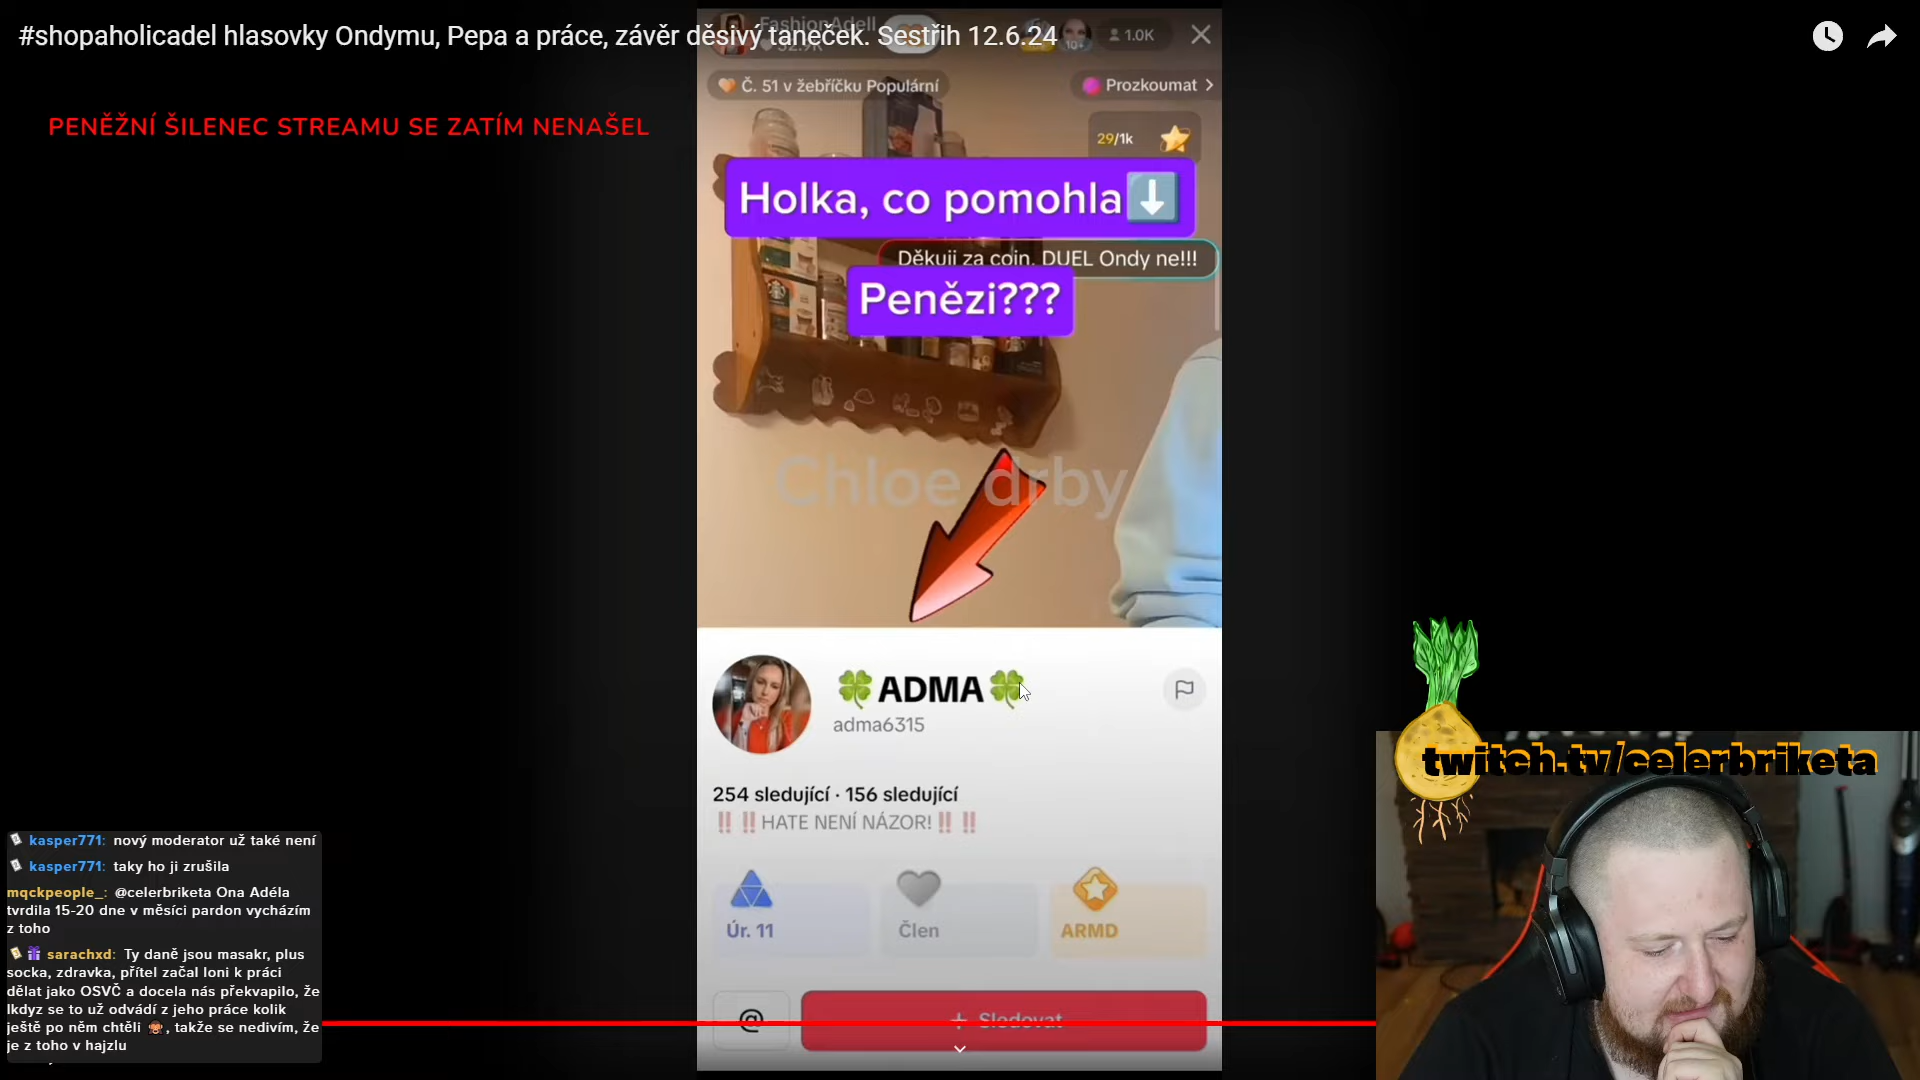 #shopaholicadel hlasovky Ondymu, Pepa a práce, závěr děsivý taneček. Sestřih 12.6.24
PENĚŽNÍ ŠILENEC STREAMU SE ZATÍM NENAŠEL
FashionAdell
32.9K
10+
1.0K
Č. 51 v žebříčku Populární
Prozkoumat
29/1k
Holka, co pomohla
Děkuji za coin. DUEL Ondy ne!!!
Penězi???
Chloe drby
🍀ADMA🍀
adma6315
254 sledující · 156 sledující
‼️ ‼️HATE NENÍ NÁZOR!‼️ ‼️
Úr. 11
Člen
ARMD
@
+ Sledovat
twitch.tv/celerbriketa
kasper771: nový moderator už také není
kasper771: taky ho ji zrušila
mqckpeople_: @celerbriketa Ona Adéla
tvrdila 15-20 dne v měsíci pardon vycházím
z toho
sarachxd: Ty daně jsou masakr, plus
socka, zdravka, přítel začal loni k práci
dělat jako OSVČ a docela nás překvapilo, že
Ikdyz se to už odvádí z jeho práce kolik
ještě po něm chtěli 🙊, takže se nedivím, že
je z toho v hajzlu